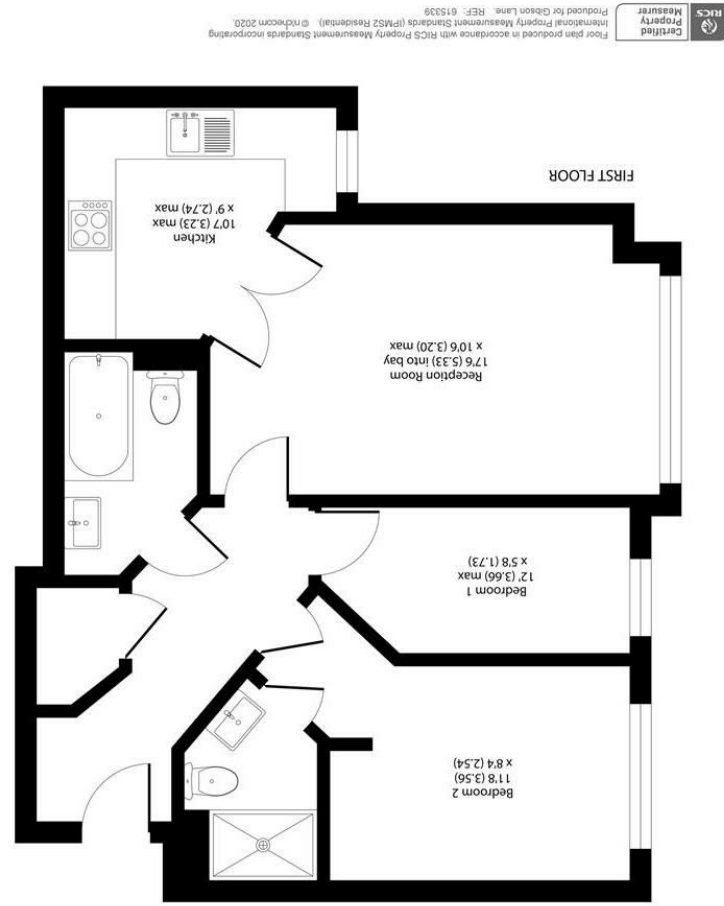 Bedroom 2
11'8 (3.56)
x 8'4 (2.54)
Bedroom 1
12' (3.66) max
x 5'8 (1.73)
Reception Room
17'6 (5.33) into bay
x 10'6 (3.20) max
Kitchen
10'7 (3.23) max
x 9' (2.74) max
FIRST FLOOR
RICS
Certified
Property
Measurer
Floor plan produced in accordance with RICS Property Measurement Standards incorporating
International Property Measurement Standards (IPMS2 Residential). © nichecom 2020.
Produced for Gibson Lane. REF: 615339